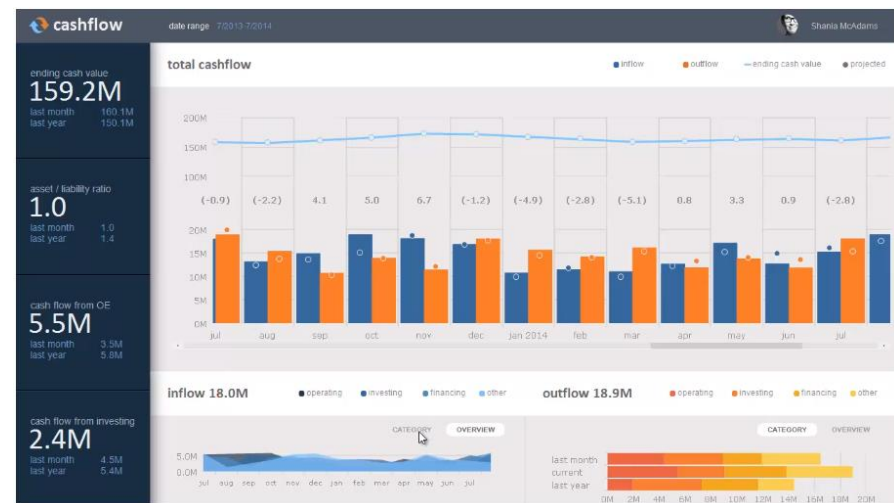 cashflow
date range 7/2013-7/2014
Shania McAdams
ending cash value
159.2M
last month 160.1M
last year 150.1M
asset / liability ratio
1.0
last month 1.0
last year 1.4
cash flow from OE
5.5M
last month 3.5M
last year 5.8M
cash flow from investing
2.4M
last month 4.5M
last year 5.4M
total cashflow
inflow outflow ending cash value projected
200M
150M
100M
(-0.9) (-2.2) 4.1 5.0 6.7 (-1.2) (-4.9) (-2.8) (-5.1) 0.8 3.3 0.9 (-2.8)
20M
15M
10M
5M
0M
jul aug sep oct nov dec jan 2014 feb mar apr may jun jul
inflow 18.0M
operating investing financing other
CATEGORY OVERVIEW
5.0M
0.0M
jul aug sep oct nov dec jan feb mar apr may jun jul
outflow 18.9M
operating investing financing other
CATEGORY OVERVIEW
last month
current
last year
0M 2M 4M 6M 8M 10M 12M 14M 16M 18M 20M